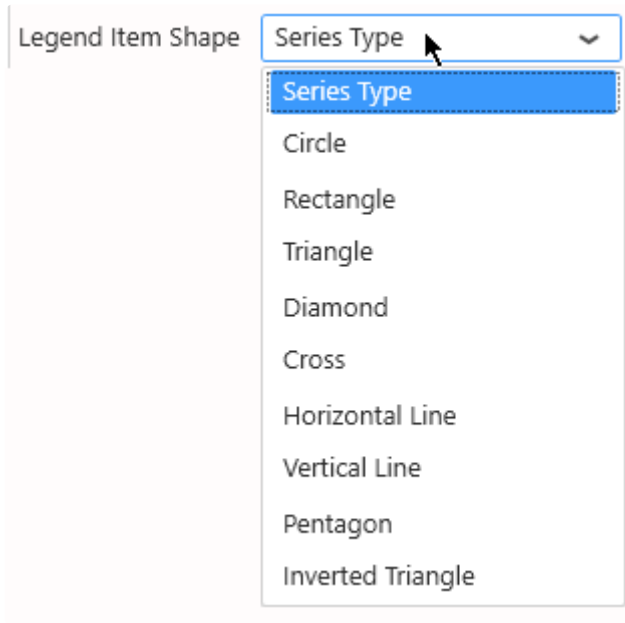 Legend Item Shape Series Type
Series Type
Circle
Rectangle
Triangle
Diamond
Cross
Horizontal Line
Vertical Line
Pentagon
Inverted Triangle